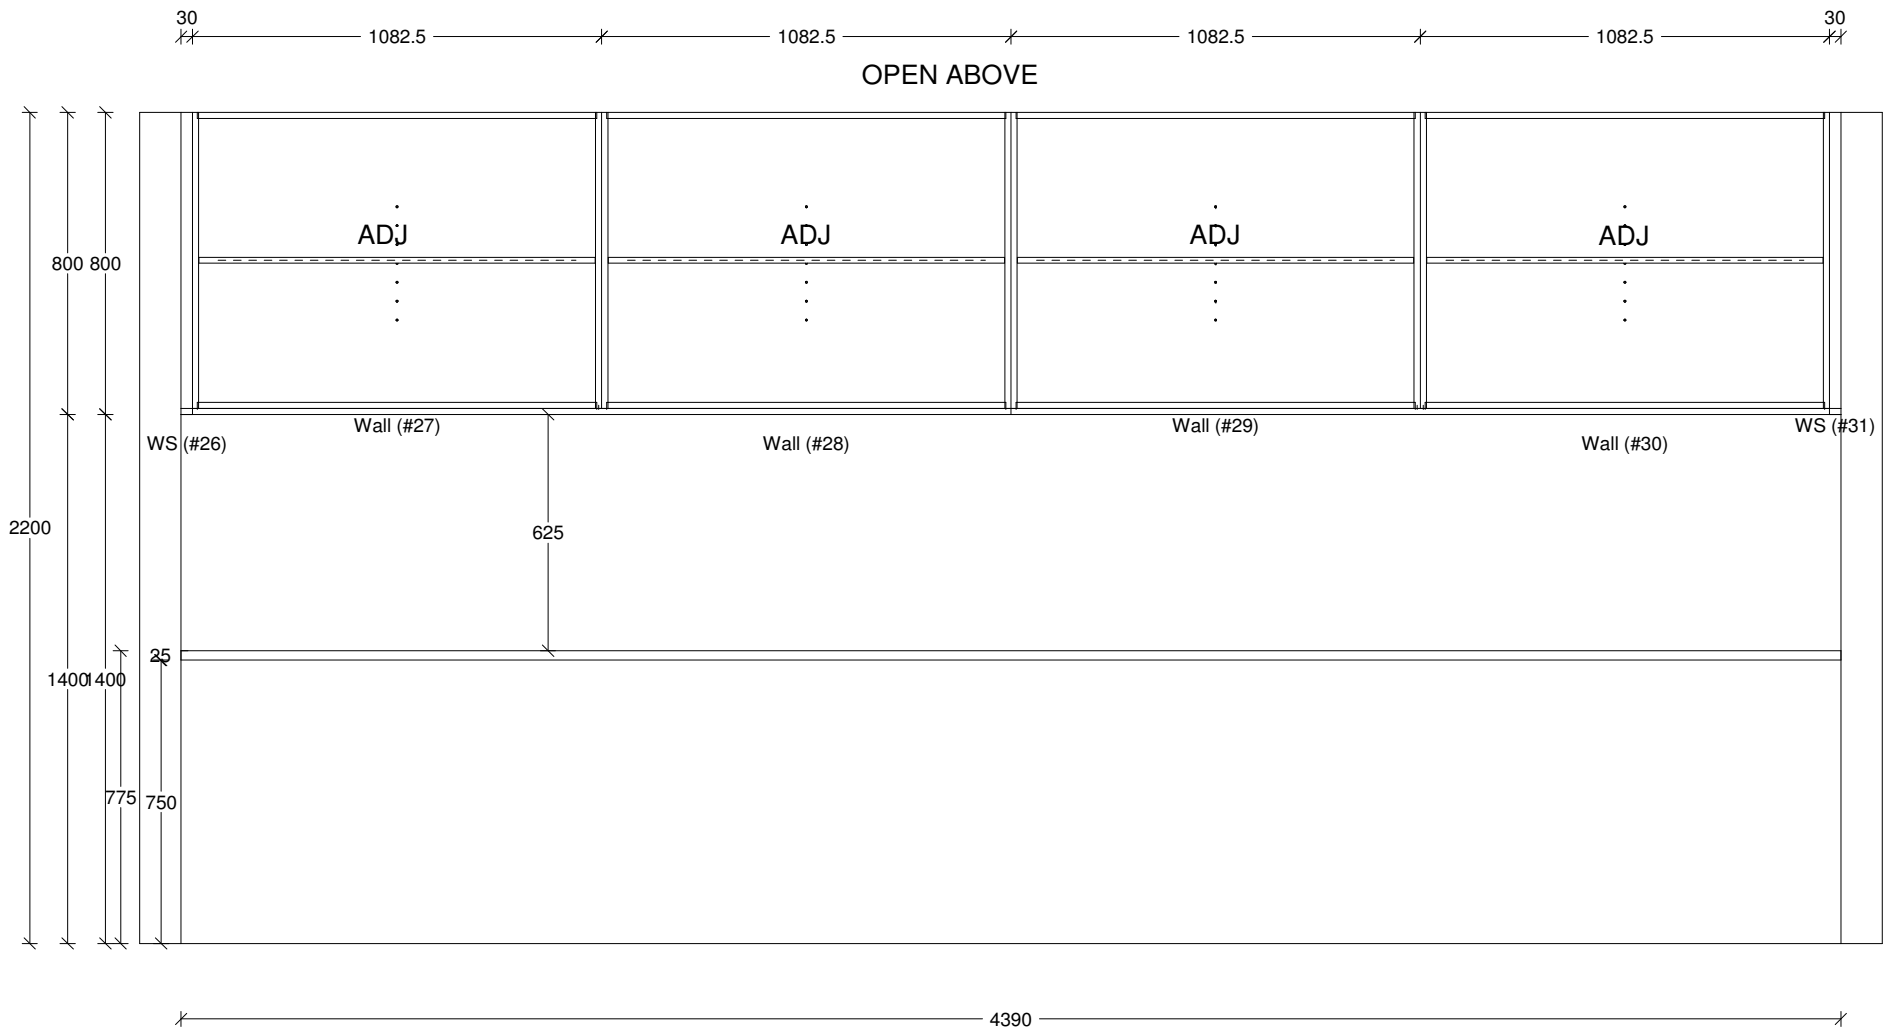 30
30
1082.5
1082.5
1082.5
1082.5
OPEN ABOVE
ADJ
ADJ
ADJ
ADJ
800
800
Wall (#27)
Wall (#29)
WS (#31)
WS (#26)
Wall (#28)
Wall (#30)
2200
625
25
1400
1400
775
750
4390